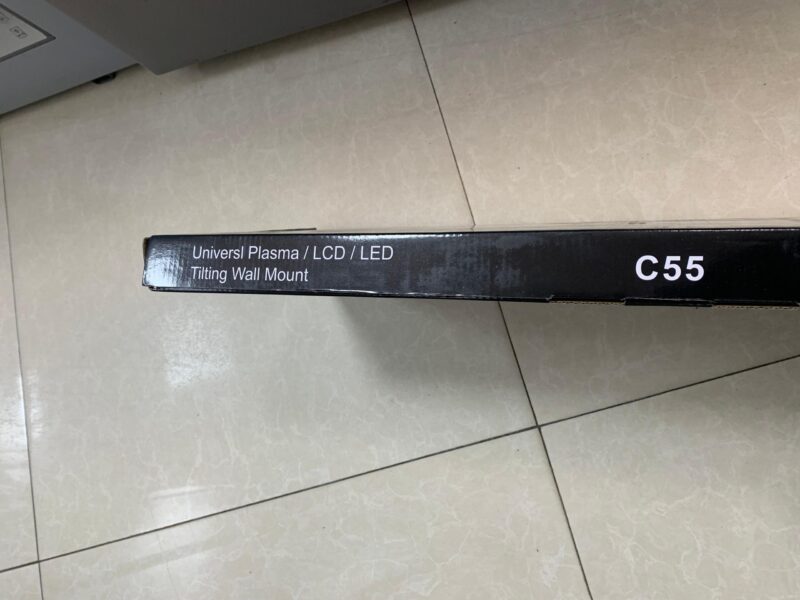 Universl Plasma / LCD / LED
Tilting Wall Mount
C55